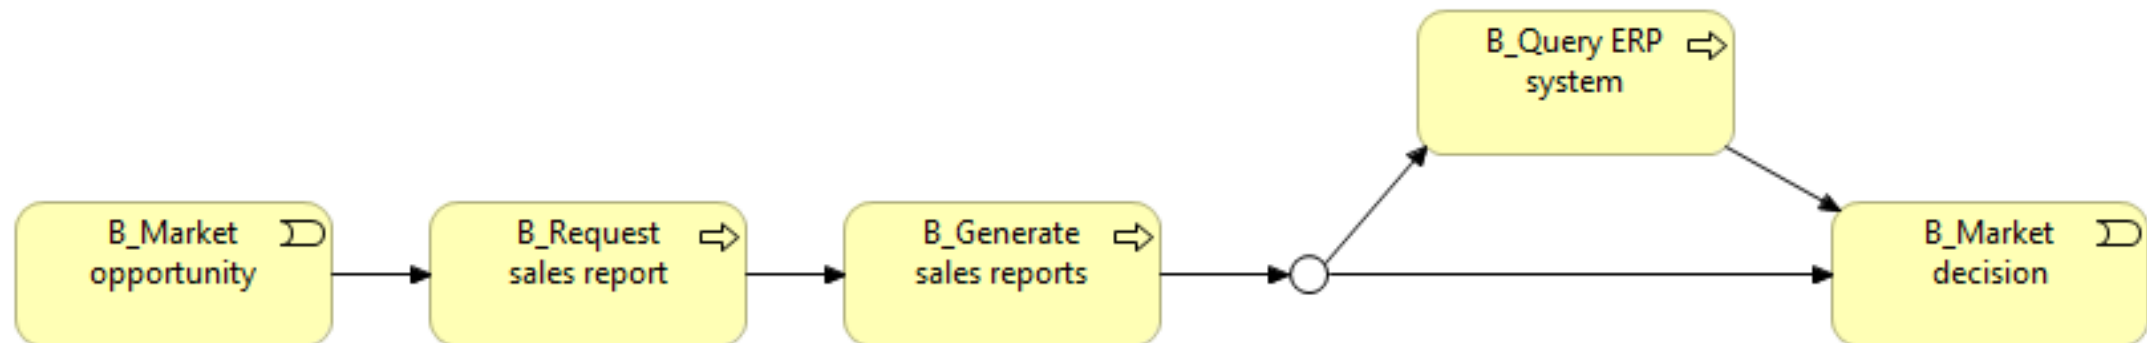 B_Market
opportunity
B_Request
sales report
B_Generate
sales reports
B_Query ERP
system
B_Market
decision